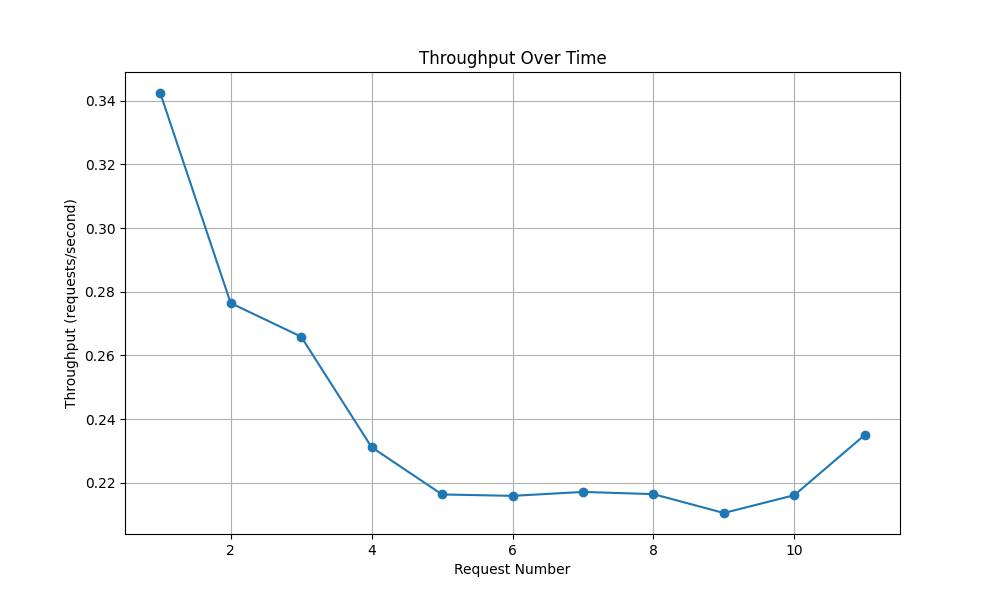 Throughput Over Time
Throughput (requests/second)
0.34
0.32
0.30
0.28
0.26
0.24
0.22
2 4 6 8 10
Request Number